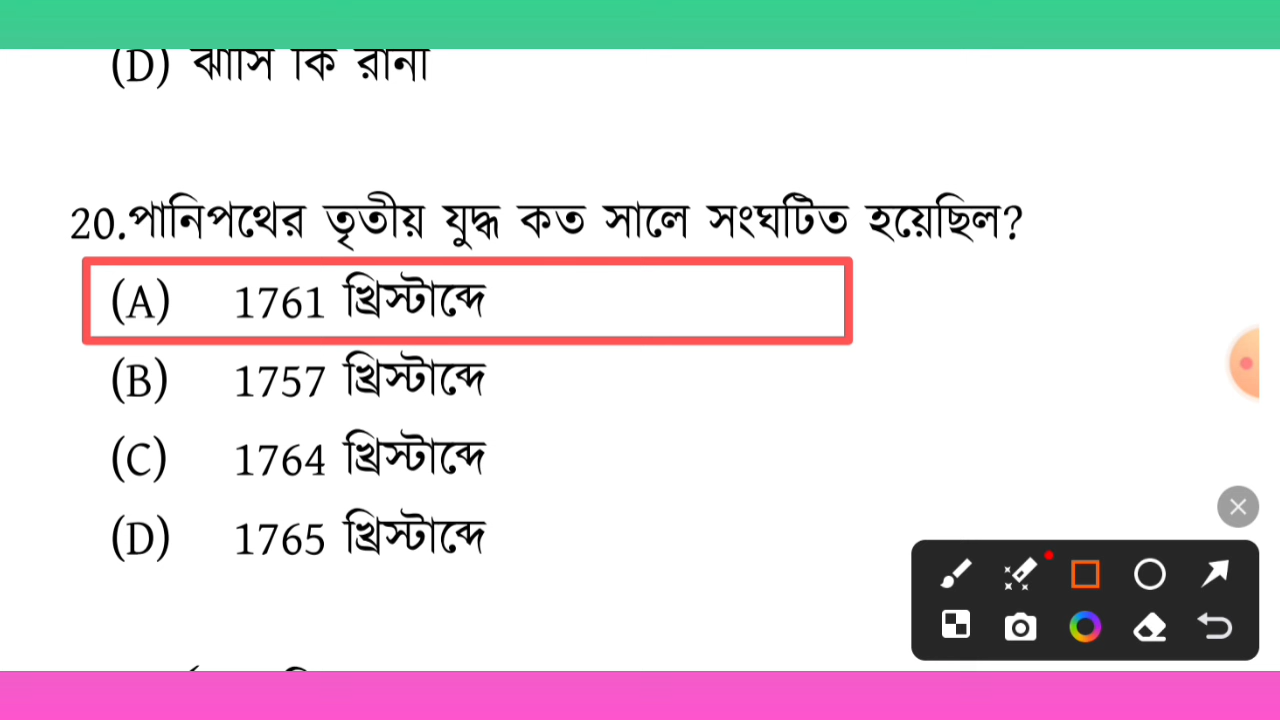 (D) ঝাঁসি কি রানী
20.পানিপথের তৃতীয় যুদ্ধ কত সালে সংঘটিত হয়েছিল?
(A) 1761 খ্রিস্টাব্দে
(B) 1757 খ্রিস্টাব্দে
(C) 1764 খ্রিস্টাব্দে
(D) 1765 খ্রিস্টাব্দে